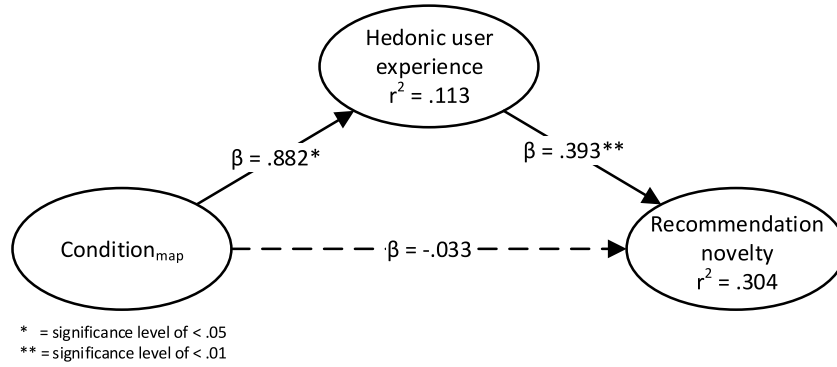 Hedonic user
experience
r² = .113
β = .882*
β = .393**
Condition_map
β = -.033
Recommendation
novelty
r² = .304
* = significance level of < .05
** = significance level of < .01